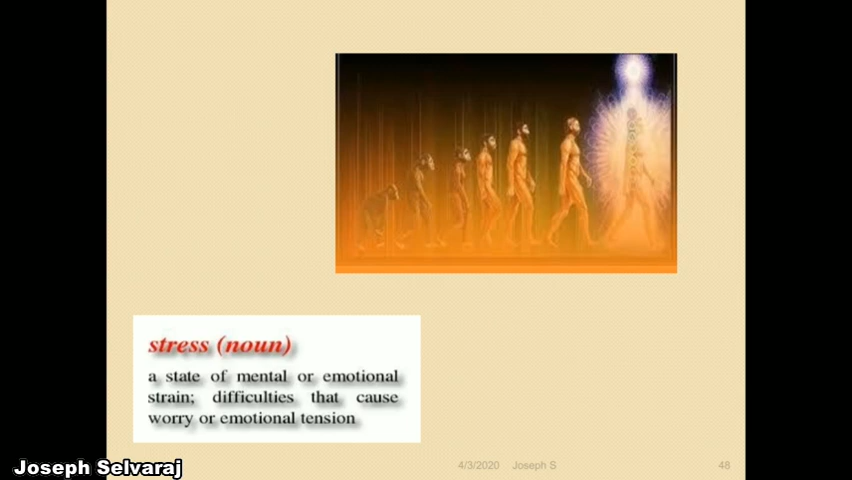 stress (noun)
a state of mental or emotional
strain; difficulties that cause
worry or emotional tension
4/3/2020 Joseph S 48
Joseph Selvaraj